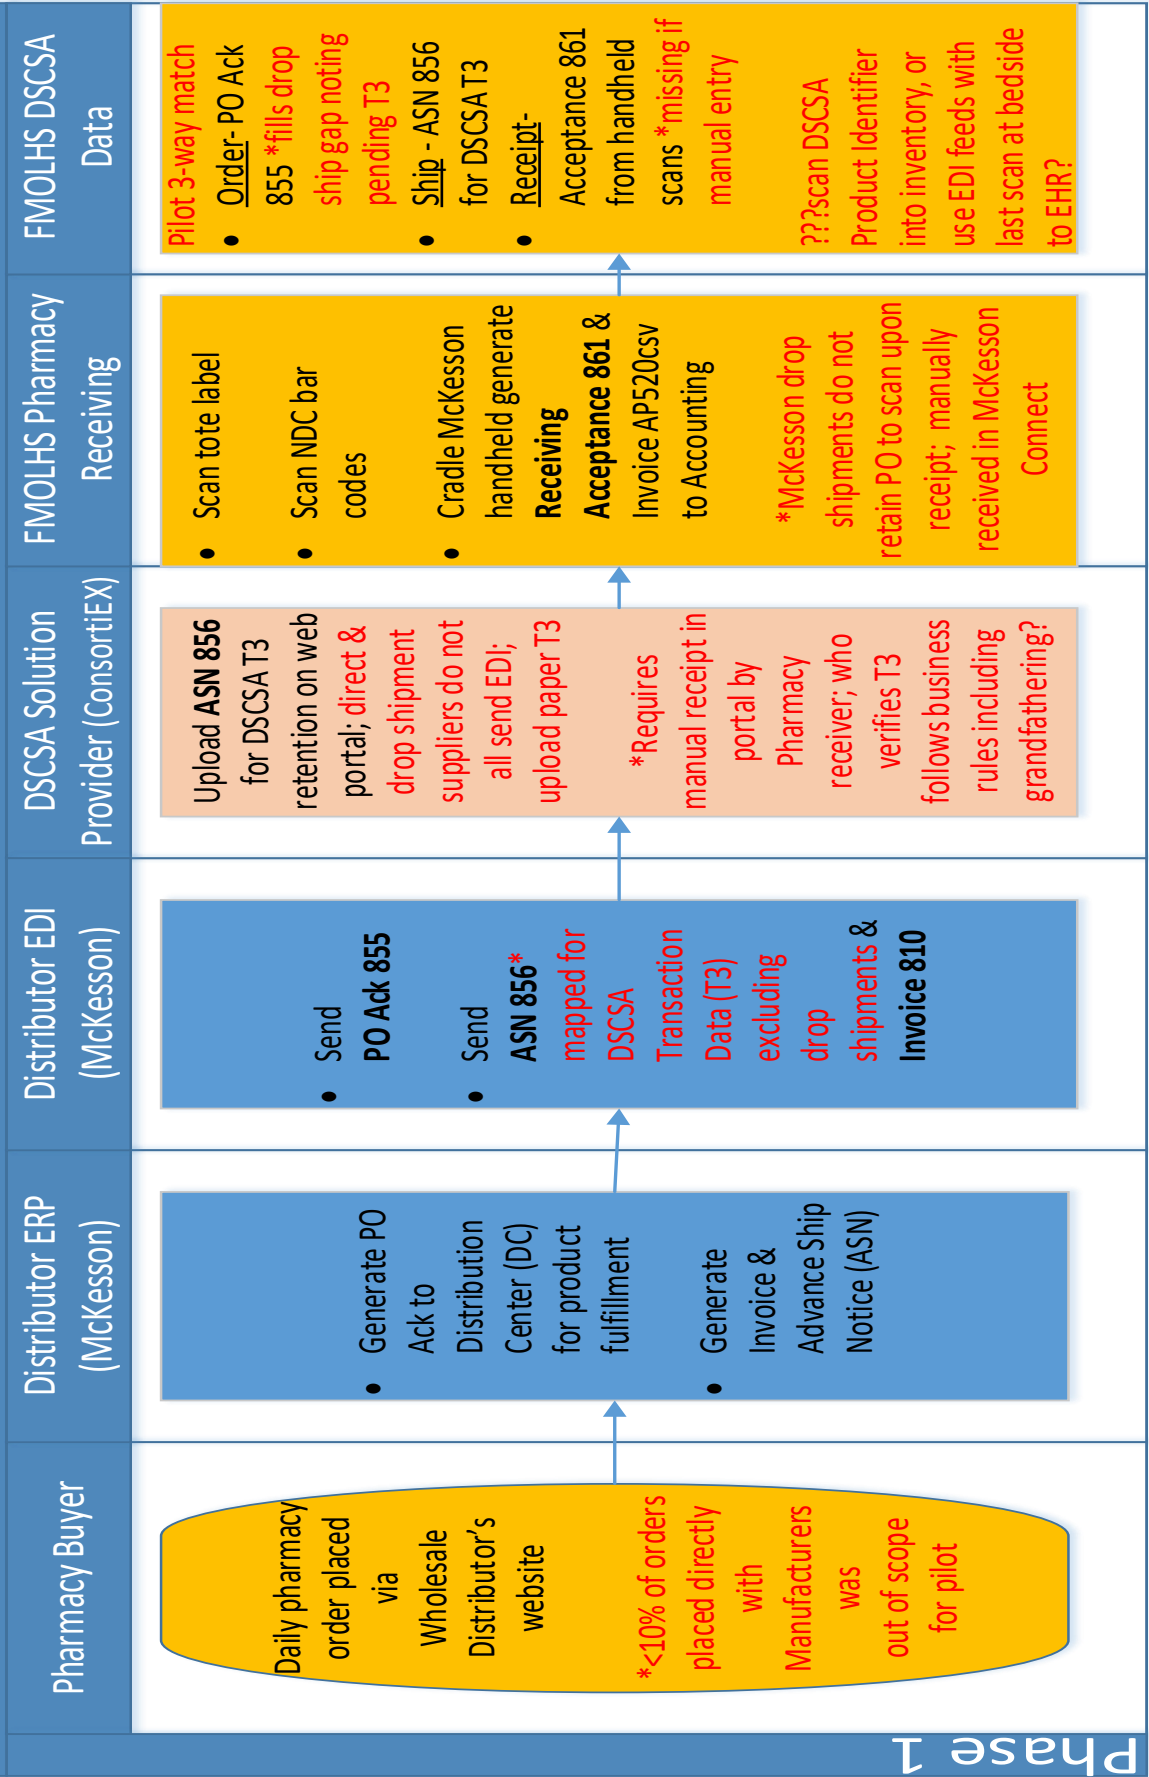 Phase 1
Pharmacy Buyer
Daily pharmacy
order placed
via
Wholesale
Distributor's
website
*<10% of orders
placed directly
with
Manufacturers
was
out of scope
for pilot
Distributor ERP
(McKesson)
• Generate PO
Ack to
Distribution
Center (DC)
for product
fulfillment
• Generate
Invoice &
Advance Ship
Notice (ASN)
Distributor EDI
(McKesson)
• Send
PO Ack 855
• Send
ASN 856*
mapped for
DSCSA
Transaction
Data (T3)
excluding
drop
shipments &
Invoice 810
DSCSA Solution
Provider (ConsortiEX)
Upload ASN 856
for DSCSA T3
retention on web
portal; direct &
drop shipment
suppliers do not
all send EDI;
upload paper T3
*Requires
manual receipt in
portal by
Pharmacy
receiver; who
verifies T3
follows business
rules including
grandfathering?
FMOLHS Pharmacy
Receiving
• Scan tote label
• Scan NDC bar
codes
• Cradle McKesson
handheld generate
Receiving
Acceptance 861 &
Invoice AP520csv
to Accounting
*McKesson drop
shipments do not
retain PO to scan upon
receipt; manually
received in McKesson
Connect
FMOLHS DSCSA
Data
Pilot 3-way match
• Order- PO Ack
855 *fills drop
ship gap noting
pending T3
• Ship - ASN 856
for DSCSA T3
• Receipt-
Acceptance 861
from handheld
scans *missing if
manual entry
???scan DSCSA
Product Identifier
into inventory, or
use EDI feeds with
last scan at bedside
to EHR?